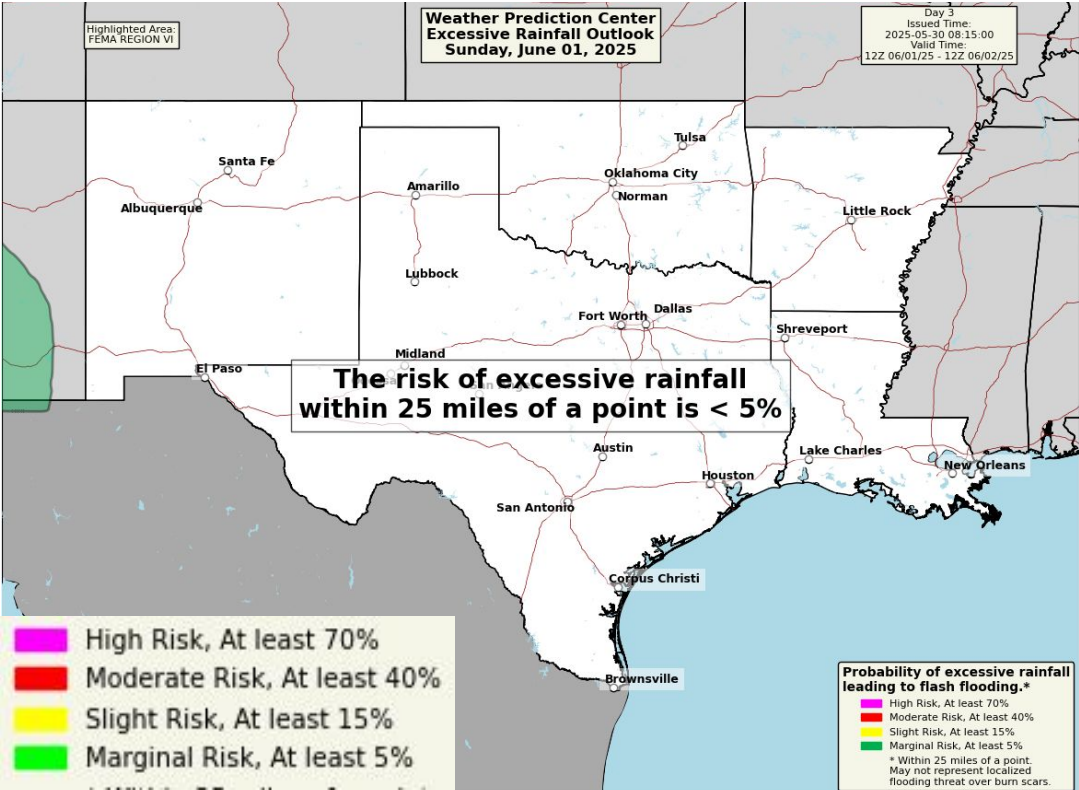 Highlighted Area:
FEMA REGION VI
Weather Prediction Center
Excessive Rainfall Outlook
Sunday, June 01, 2025
Day 3
Issued Time:
2025-05-30 08:15:00
Valid Time:
12Z 06/01/25 - 12Z 06/02/25
Tulsa
Santa Fe
Oklahoma City
Amarillo
Norman
Albuquerque
Little Rock
Lubbock
Dallas
Fort Worth
Shreveport
Midland
El Paso
The risk of excessive rainfall
within 25 miles of a point is < 5%
Austin
Lake Charles
New Orleans
Houston
San Antonio
Corpus Christi
Brownsville
High Risk, At least 70%
Moderate Risk, At least 40%
Slight Risk, At least 15%
Marginal Risk, At least 5%
Probability of excessive rainfall
leading to flash flooding.*
High Risk, At least 70%
Moderate Risk, At least 40%
Slight Risk, At least 15%
Marginal Risk, At least 5%
* Within 25 miles of a point.
May not represent localized
flooding threat over burn scars.